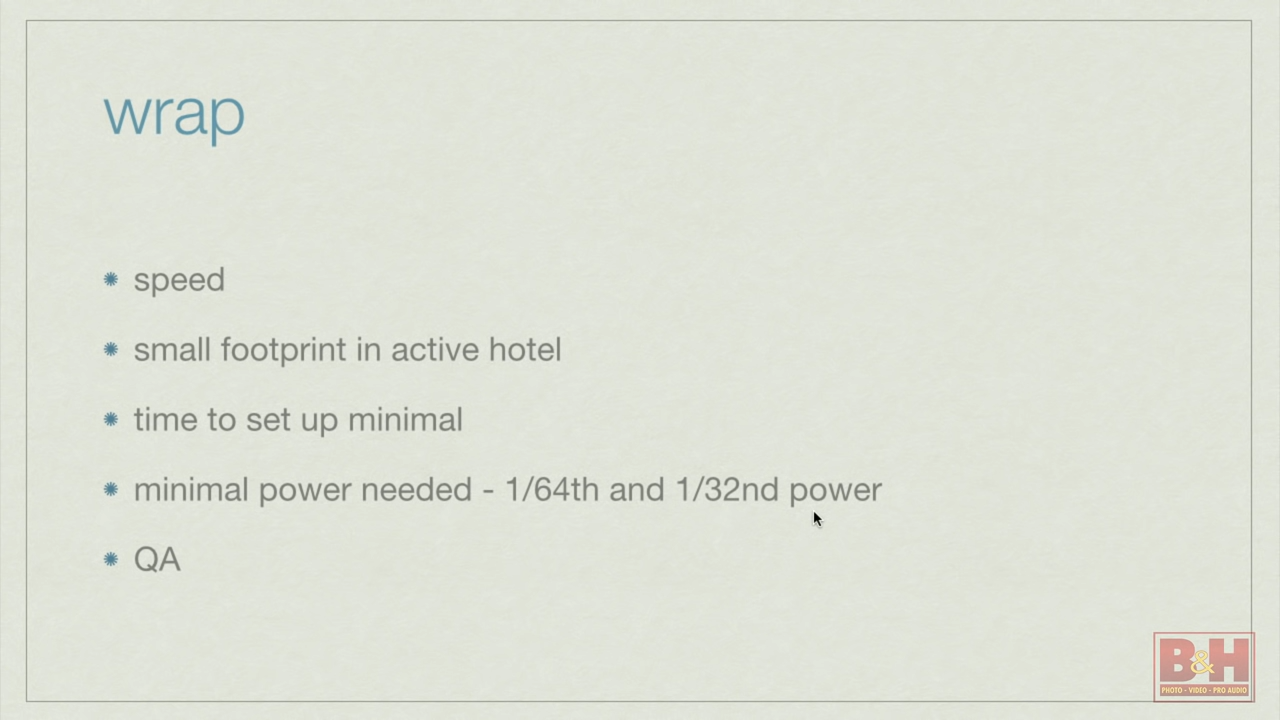 wrap
speed
small footprint in active hotel
time to set up minimal
minimal power needed - 1/64th and 1/32nd power
QA
B&H
PHOTO - VIDEO - PRO AUDIO